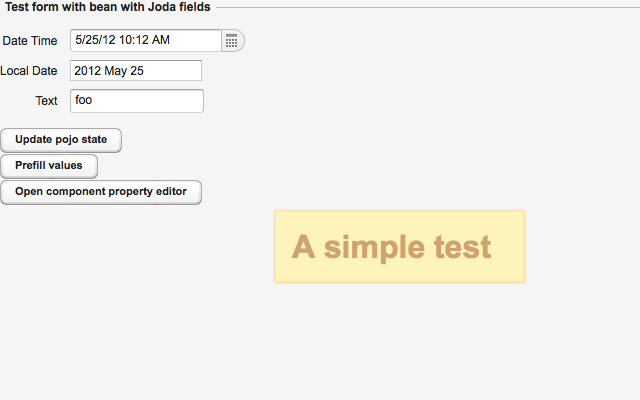 Test form with bean with Joda fields
Date Time 5/25/12 10:12 AM
Local Date 2012 May 25
Text foo
Update pojo state
Prefill values
Open component property editor
A simple test